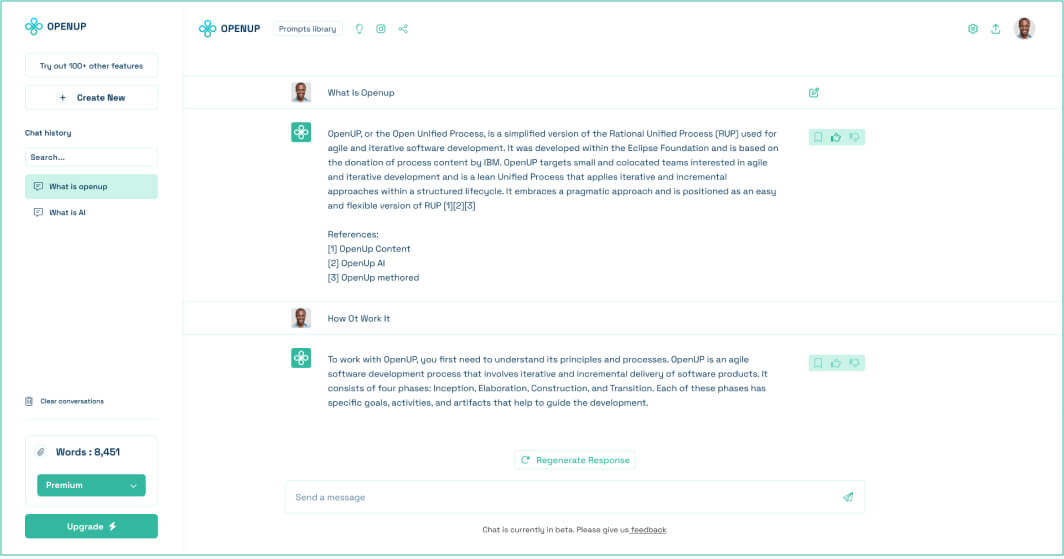 OPENUP
Try out 100+ other features
+ Create New
Chat history
Search...
What is openup
What is AI
Clear conversations
Words : 8,451
Premium
Upgrade
OPENUP
Prompts library
What Is Openup
OpenUP, or the Open Unified Process, is a simplified version of the Rational Unified Process (RUP) used for
agile and iterative software development. It was developed within the Eclipse Foundation and is based on
the donation of process content by IBM. OpenUP targets small and colocated teams interested in agile
and iterative development and is a lean Unified Process that applies iterative and incremental
approaches within a structured lifecycle. It embraces a pragmatic approach and is positioned as an easy
and flexible version of RUP [1][2][3]
References:
[1] OpenUp Content
[2] OpenUp AI
[3] OpenUp methored
How Ot Work It
To work with OpenUP, you first need to understand its principles and processes. OpenUP is an agile
software development process that involves iterative and incremental delivery of software products. It
consists of four phases: Inception, Elaboration, Construction, and Transition. Each of these phases has
specific goals, activities, and artifacts that help to guide the development.
Regenerate Response
Send a message
Chat is currently in beta. Please give us feedback